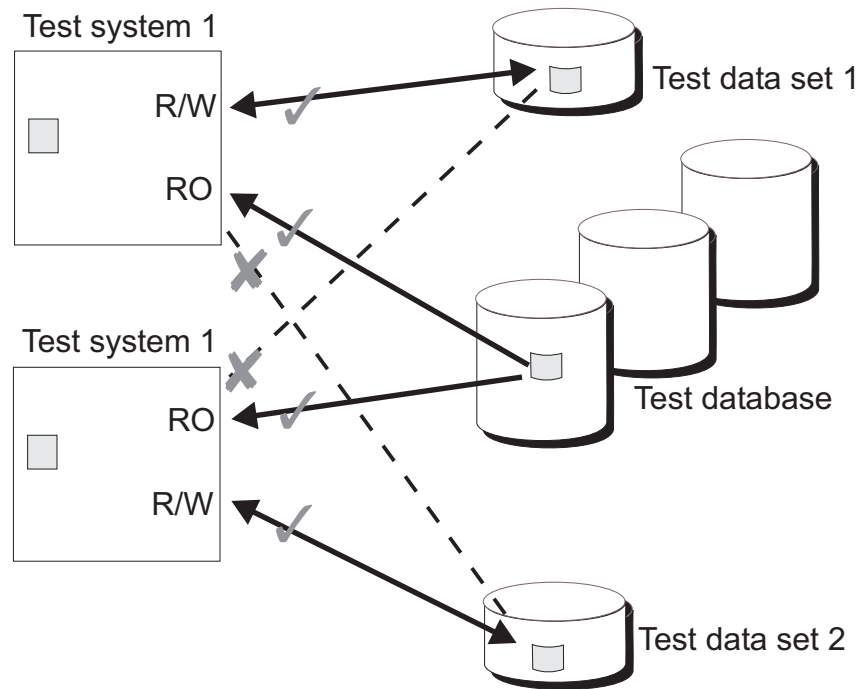 Test system 1
R/W
RO
Test data set 1
Test system 1
RO
R/W
Test database
Test data set 2